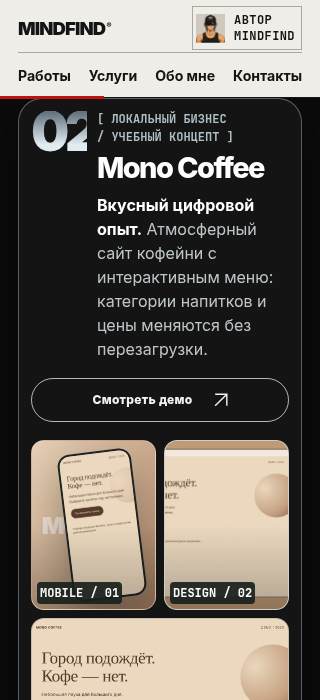 MINDFIND®
АВТОР
MINDFIND
Работы Услуги Обо мне Контакты
02
[ ЛОКАЛЬНЫЙ БИЗНЕС
/ УЧЕБНЫЙ КОНЦЕПТ ]
Mono Coffee
Вкусный цифровой
опыт. Атмосферный
сайт кофейни с
интерактивным меню:
категории напитков и
цены меняются без
перезагрузки.
Смотреть демо
Город подождёт.
Кофе — нет.
M
MOBILE / 01
дождёт.
нет.
DESIGN / 02
MONO COFFEE
Город подождёт.
Кофе — нет.